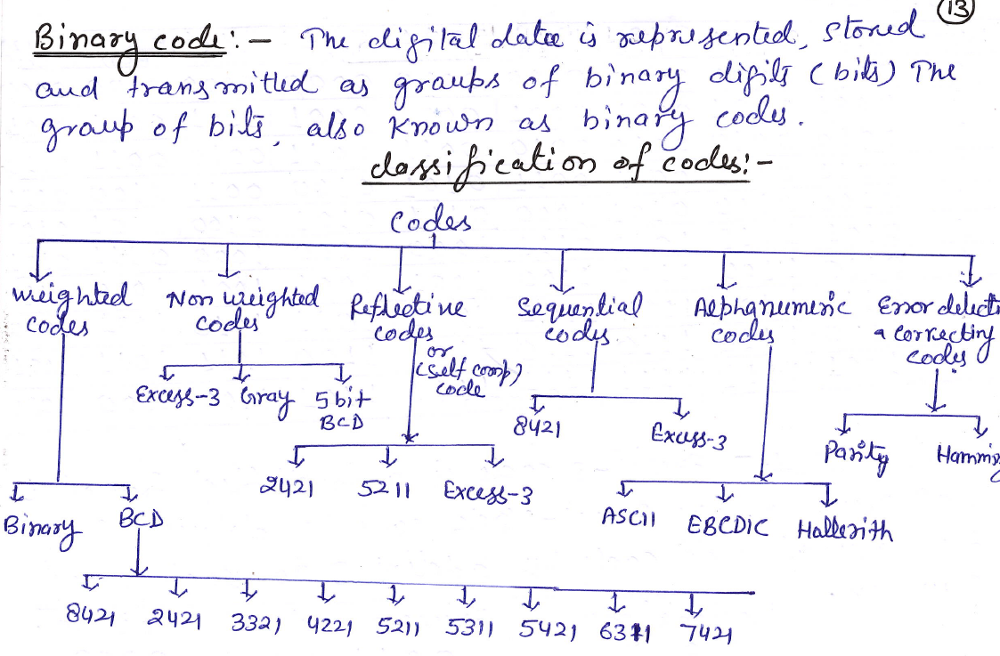 13
Binary code:- The digital data is represented, stored
and transmitted as groups of binary digits (bits) The
group of bits, also known as binary codes.
classification of codes:-
Codes
weighted codes
Non weighted codes
Reflective codes or (self comp) code
Sequential codes
Alphanumeric codes
Error detecti & correcting codes
Excess-3 Gray 5 bit BCD
8421 Excess-3
Parity Hammi
2421 5211 Excess-3
ASCII EBCDIC Hallerith
Binary BCD
8421 2421 3321 4221 5211 5311 5421 6311 7421